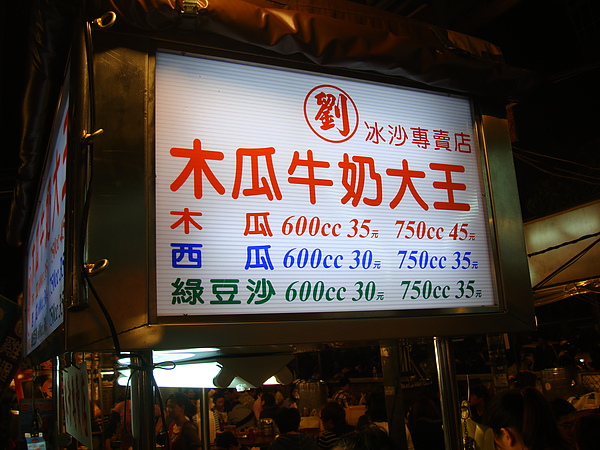 劉 冰沙專賣店
木瓜牛奶大王
木瓜 600cc 35元 750cc 45元
西瓜 600cc 30元 750cc 35元
綠豆沙 600cc 30元 750cc 35元